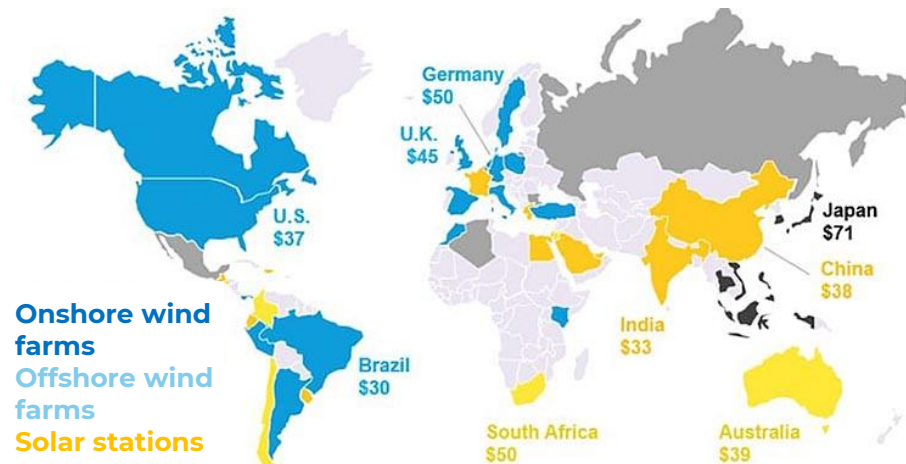 Germany
$50
U.K.
$45
U.S.
$37
Japan
$71
China
$38
India
$33
Brazil
$30
South Africa
$50
Australia
$39
Onshore wind
farms
Offshore wind
farms
Solar stations